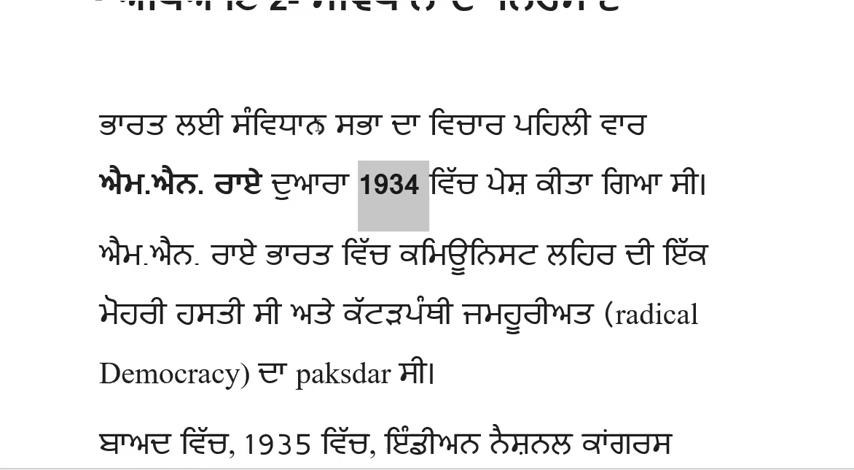 ਭਾਰਤ ਲਈ ਸੰਵਿਧਾਨ ਸਭਾ ਦਾ ਵਿਚਾਰ ਪਹਿਲੀ ਵਾਰ
ਐਮ.ਐਨ. ਰਾਏ ਦੁਆਰਾ 1934 ਵਿੱਚ ਪੇਸ਼ ਕੀਤਾ ਗਿਆ ਸੀ।
ਐਮ.ਐਨ. ਰਾਏ ਭਾਰਤ ਵਿੱਚ ਕਮਿਊਨਿਸਟ ਲਹਿਰ ਦੀ ਇੱਕ
ਮੋਹਰੀ ਹਸਤੀ ਸੀ ਅਤੇ ਕੱਟੜਪੰਥੀ ਜਮਹੂਰੀਅਤ (radical
Democracy) ਦਾ paksdar ਸੀ।
ਬਾਅਦ ਵਿੱਚ, 1935 ਵਿੱਚ, ਇੰਡੀਅਨ ਨੈਸ਼ਨਲ ਕਾਂਗਰਸ